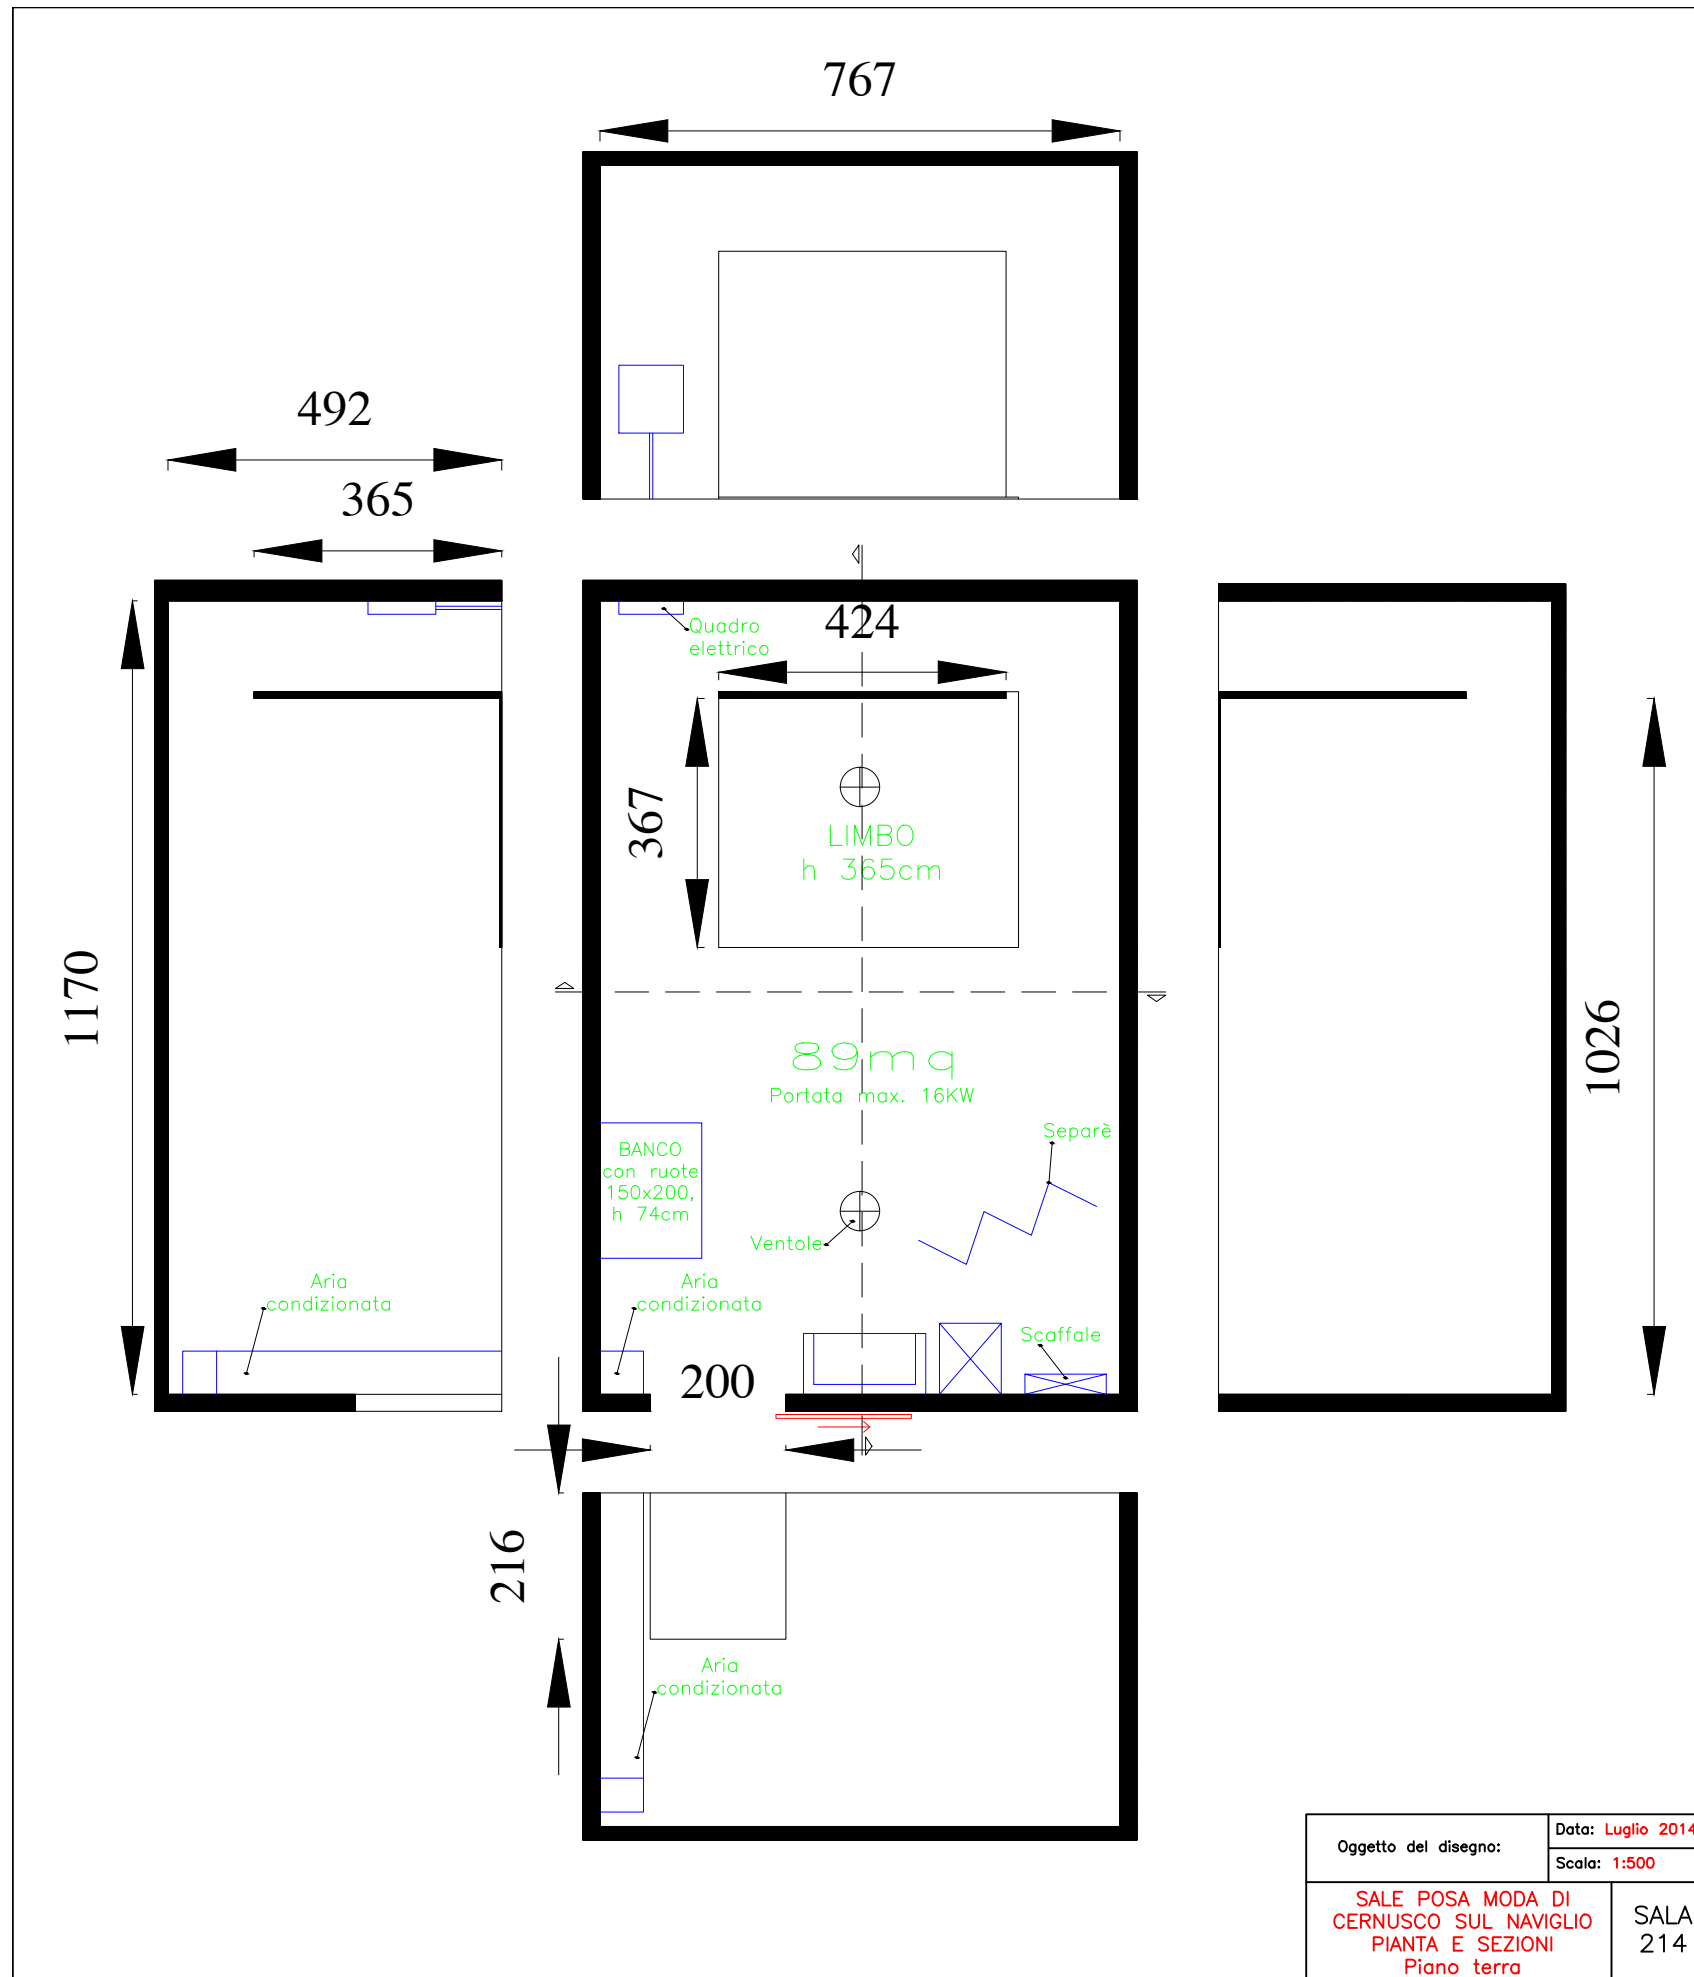 767
492
365
Quadro
elettrico
424
367
LIMBO
h 365cm
1170
1026
89mq
Portata max. 16KW
Separè
BANCO
con ruote
150x200,
h 74cm
Ventole
Aria
condizionata
Aria
condizionata
Scaffale
200
216
Aria
condizionata
Oggetto del disegno:
Data: Luglio 2014
Scala: 1:500
SALE POSA MODA DI
CERNUSCO SUL NAVIGLIO
PIANTA E SEZIONI
Piano terra
SALA
214